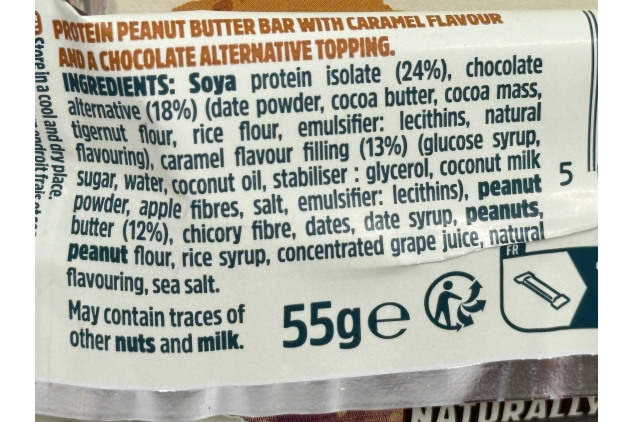 PROTEIN PEANUT BUTTER BAR WITH CARAMEL FLAVOUR
AND A CHOCOLATE ALTERNATIVE TOPPING.
INGREDIENTS: Soya protein isolate (24%), chocolate
alternative (18%) (date powder, cocoa butter, cocoa mass,
tigernut flour, rice flour, emulsifier: lecithins, natural
flavouring), caramel flavour filling (13%) (glucose syrup,
sugar, water, coconut oil, stabiliser : glycerol, coconut milk
powder, apple fibres, salt, emulsifier: lecithins), peanut
butter (12%), chicory fibre, dates, date syrup, peanuts,
peanut flour, rice syrup, concentrated grape juice, natural
flavouring, sea salt.
May contain traces of
other nuts and milk.
55g e
Store in a cool and dry place.
endroit frais et sec
5
FR
NATURALLY